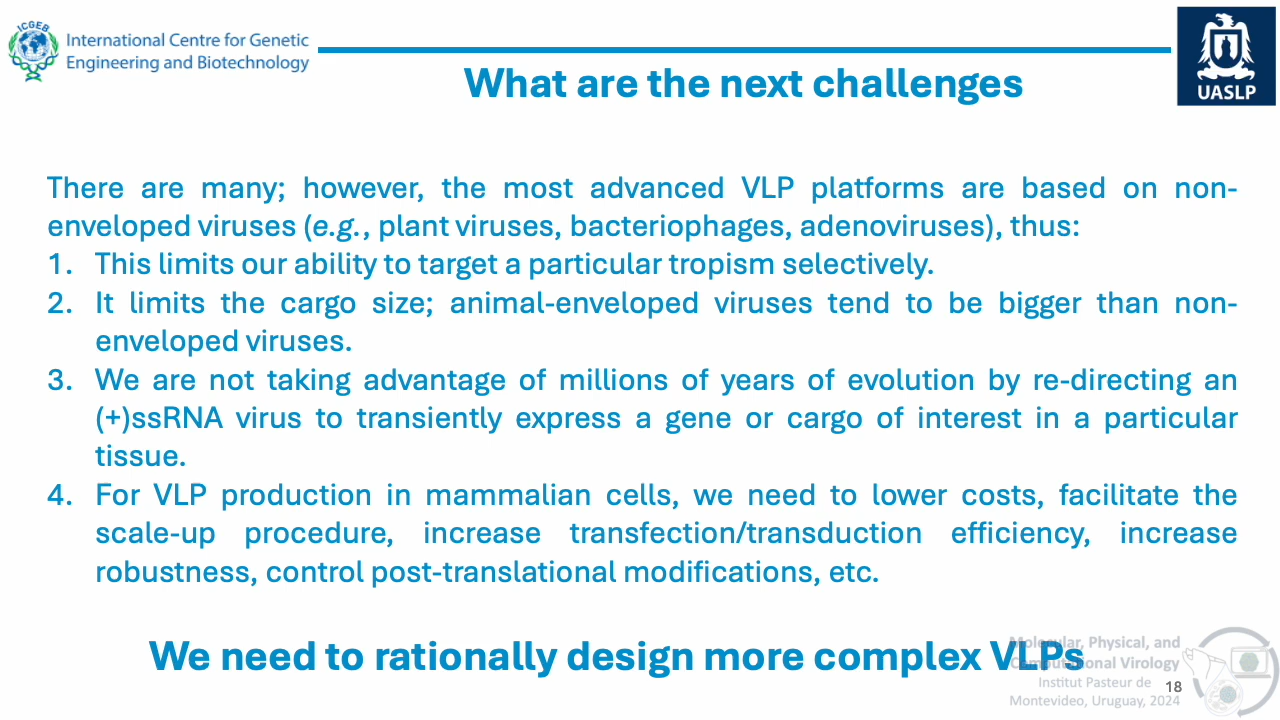 ICGEB
International Centre for Genetic
Engineering and Biotechnology
UASLP
What are the next challenges
There are many; however, the most advanced VLP platforms are based on non-
enveloped viruses (e.g., plant viruses, bacteriophages, adenoviruses), thus:
1. This limits our ability to target a particular tropism selectively.
2. It limits the cargo size; animal-enveloped viruses tend to be bigger than non-
enveloped viruses.
3. We are not taking advantage of millions of years of evolution by re-directing an
(+)ssRNA virus to transiently express a gene or cargo of interest in a particular
tissue.
4. For VLP production in mammalian cells, we need to lower costs, facilitate the
scale-up procedure, increase transfection/transduction efficiency, increase
robustness, control post-translational modifications, etc.
We need to rationally design more complex VLPs
Molecular, Physical, and
Computational Virology
Institut Pasteur de
Montevideo, Uruguay, 2024
18